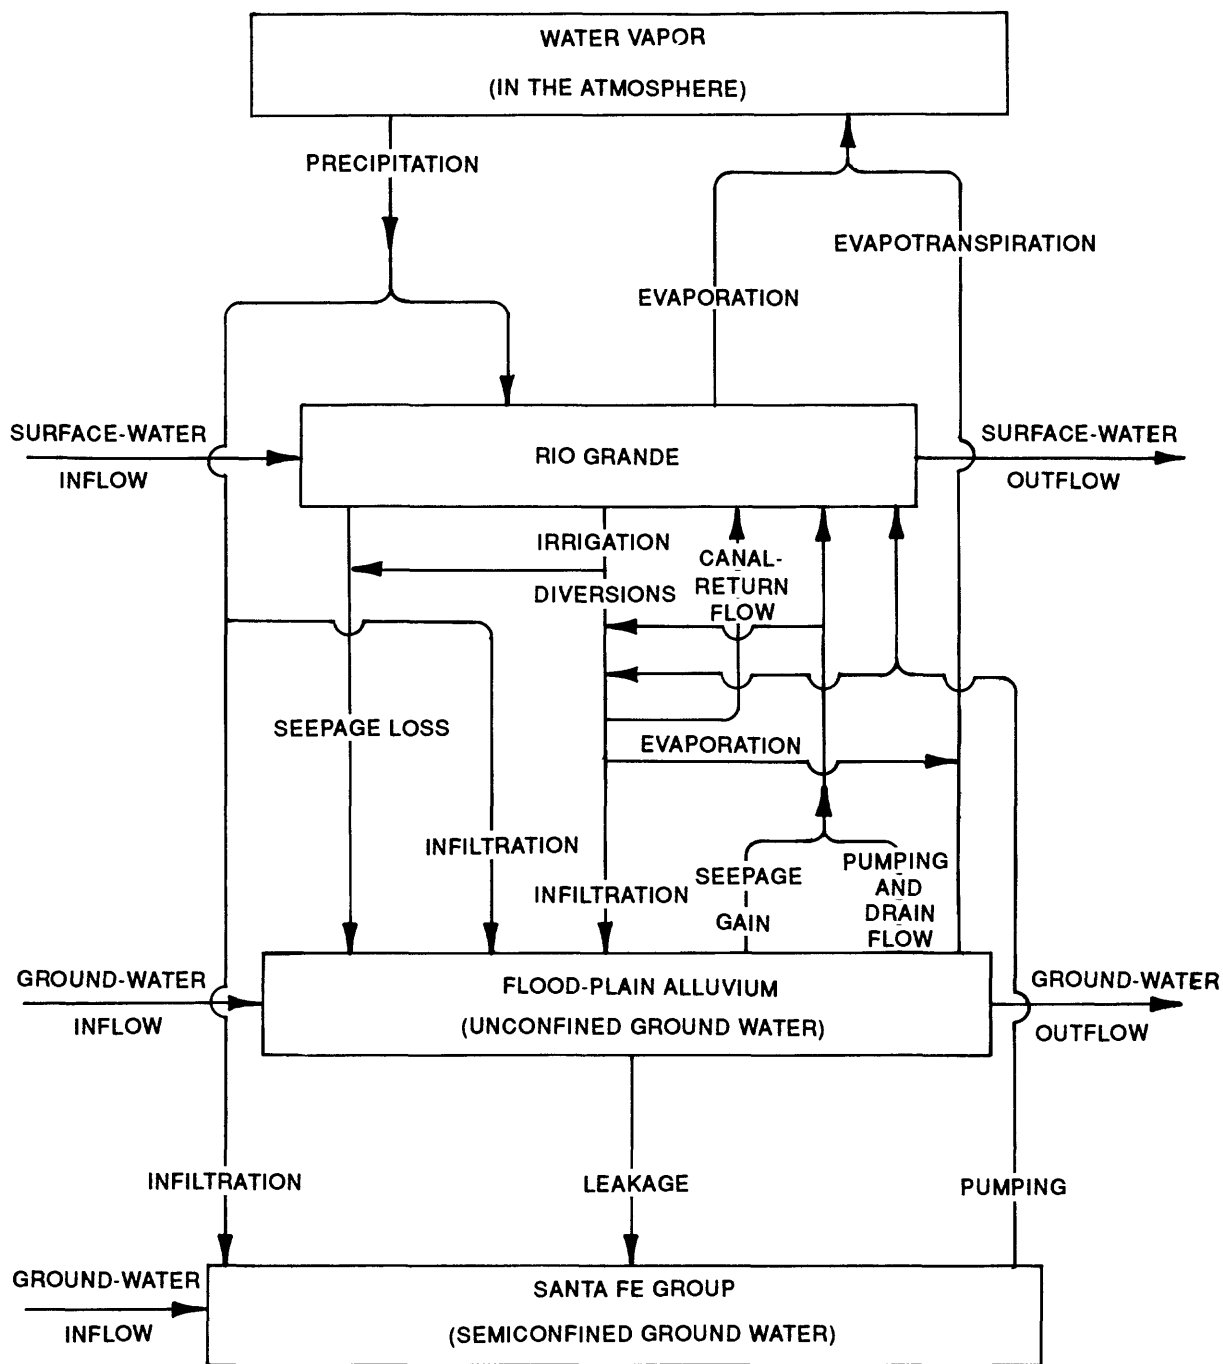 WATER VAPOR
(IN THE ATMOSPHERE)
PRECIPITATION
EVAPOTRANSPIRATION
EVAPORATION
SURFACE-WATER
INFLOW
RIO GRANDE
SURFACE-WATER
OUTFLOW
IRRIGATION
DIVERSIONS
CANAL-
RETURN
FLOW
SEEPAGE LOSS
EVAPORATION
INFILTRATION
INFILTRATION
SEEPAGE
GAIN
PUMPING
AND
DRAIN
FLOW
GROUND-WATER
INFLOW
FLOOD-PLAIN ALLUVIUM
(UNCONFINED GROUND WATER)
GROUND-WATER
OUTFLOW
INFILTRATION
LEAKAGE
PUMPING
GROUND-WATER
INFLOW
SANTA FE GROUP
(SEMICONFINED GROUND WATER)